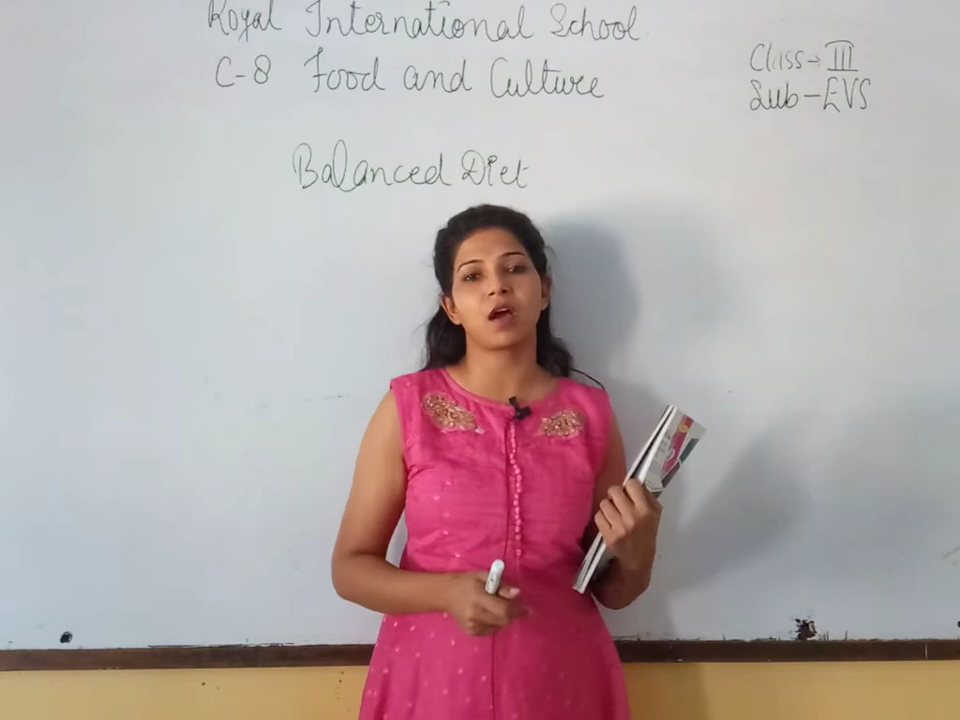 Royal International School
C-8 Food and Culture
Class→III
Sub-EVS
Balanced Diet